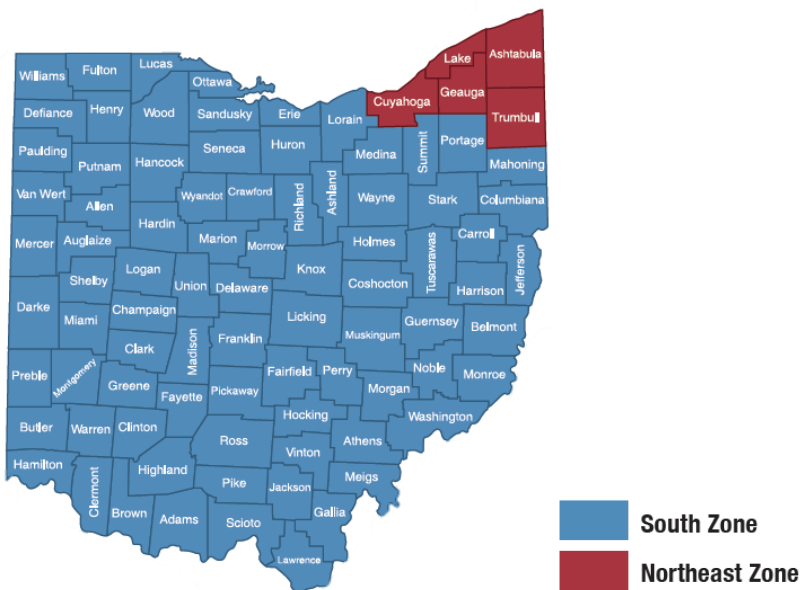 Ashtabula
Lake
Williams
Fulton
Lucas
Ottawa
Geauga
Cuyahoga
Defiance
Henry
Wood
Sandusky
Erie
Lorain
Trumbull
Paulding
Putnam
Hancock
Seneca
Huron
Medina
Summit
Portage
Mahoning
Van Wert
Allen
Wyandot
Crawford
Richland
Ashland
Wayne
Stark
Columbiana
Mercer
Auglaize
Hardin
Marion
Morrow
Holmes
Tuscarawas
Carroll
Jefferson
Shelby
Logan
Union
Delaware
Knox
Coshocton
Harrison
Darke
Miami
Champaign
Licking
Muskingum
Guernsey
Belmont
Clark
Madison
Franklin
Preble
Montgomery
Greene
Fayette
Pickaway
Fairfield
Perry
Morgan
Noble
Monroe
Butler
Warren
Clinton
Ross
Hocking
Athens
Washington
Hamilton
Clermont
Highland
Vinton
Meigs
Brown
Adams
Pike
Jackson
Scioto
Gallia
Lawrence
South Zone
Northeast Zone